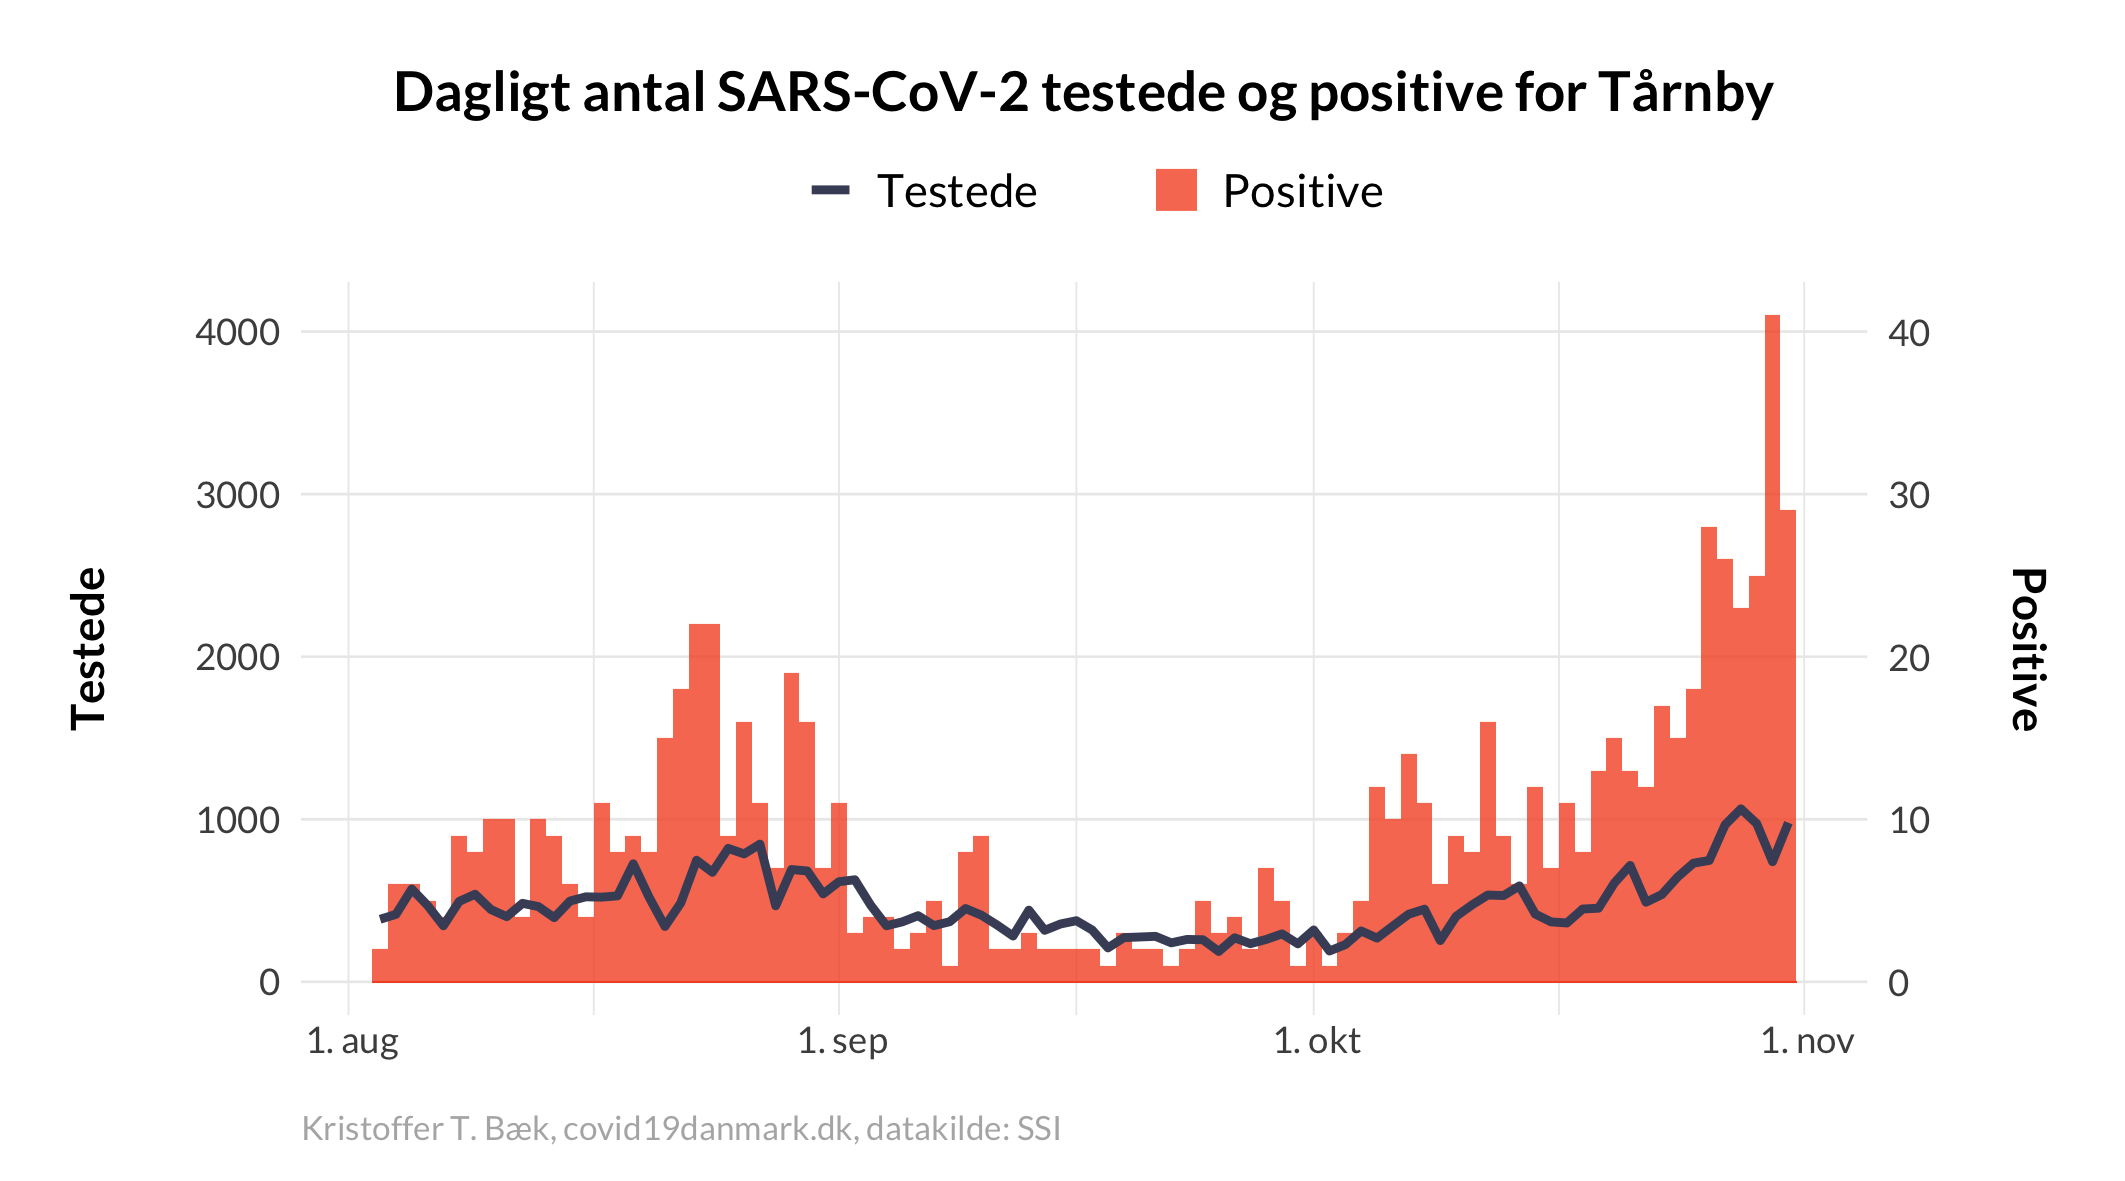 Dagligt antal SARS-CoV-2 testede og positive for Tårnby
Testede
Positive
4000
3000
2000
1000
0
40
30
20
10
0
Testede
Positive
1. aug
1. sep
1. okt
1. nov
Kristoffer T. Bæk, covid19danmark.dk, datakilde: SSI